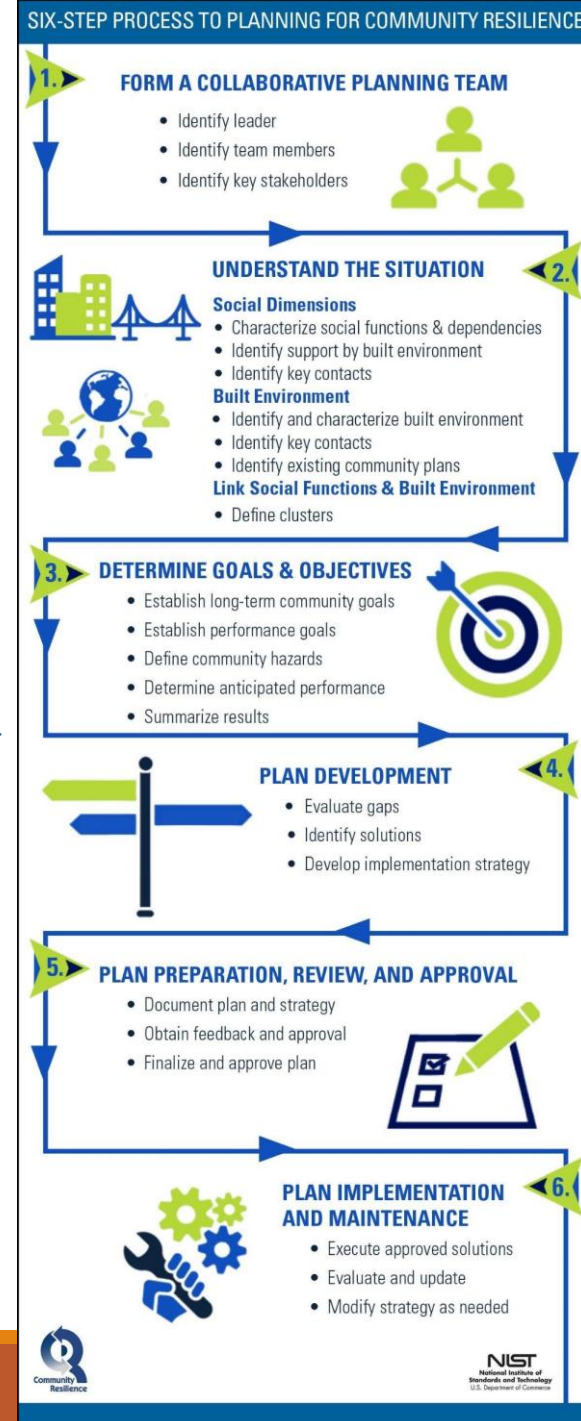 SIX-STEP PROCESS TO PLANNING FOR COMMUNITY RESILIENCE
1.
FORM A COLLABORATIVE PLANNING TEAM
• Identify leader
• Identify team members
• Identify key stakeholders
2.
UNDERSTAND THE SITUATION
Social Dimensions
• Characterize social functions & dependencies
• Identify support by built environment
• Identify key contacts
Built Environment
• Identify and characterize built environment
• Identify key contacts
• Identify existing community plans
Link Social Functions & Built Environment
• Define clusters
3.
DETERMINE GOALS & OBJECTIVES
• Establish long-term community goals
• Establish performance goals
• Define community hazards
• Determine anticipated performance
• Summarize results
4.
PLAN DEVELOPMENT
• Evaluate gaps
• Identify solutions
• Develop implementation strategy
5.
PLAN PREPARATION, REVIEW, AND APPROVAL
• Document plan and strategy
• Obtain feedback and approval
• Finalize and approve plan
6.
PLAN IMPLEMENTATION
AND MAINTENANCE
• Execute approved solutions
• Evaluate and update
• Modify strategy as needed
Community
Resilience
NIST
National Institute of
Standards and Technology
U.S. Department of Commerce